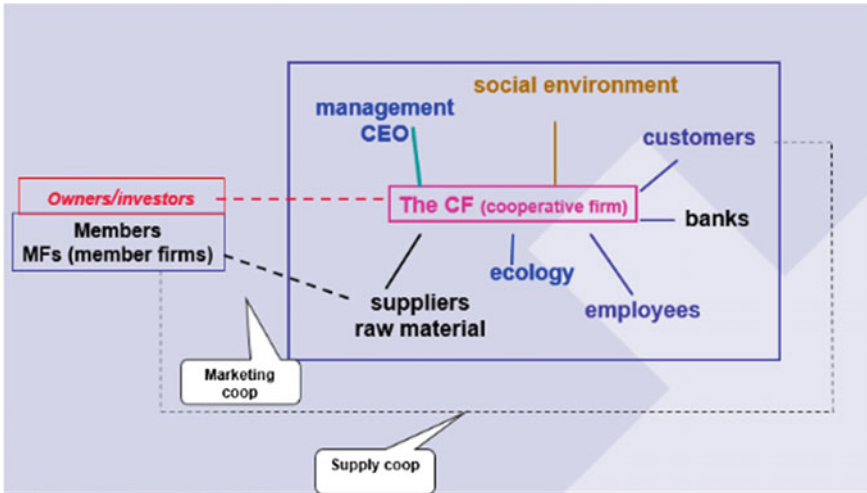 social environment
management
CEO
customers
Owners/investors
The CF (cooperative firm)
Members
MFs (member firms)
banks
ecology
suppliers
raw material
employees
Marketing
coop
Supply coop